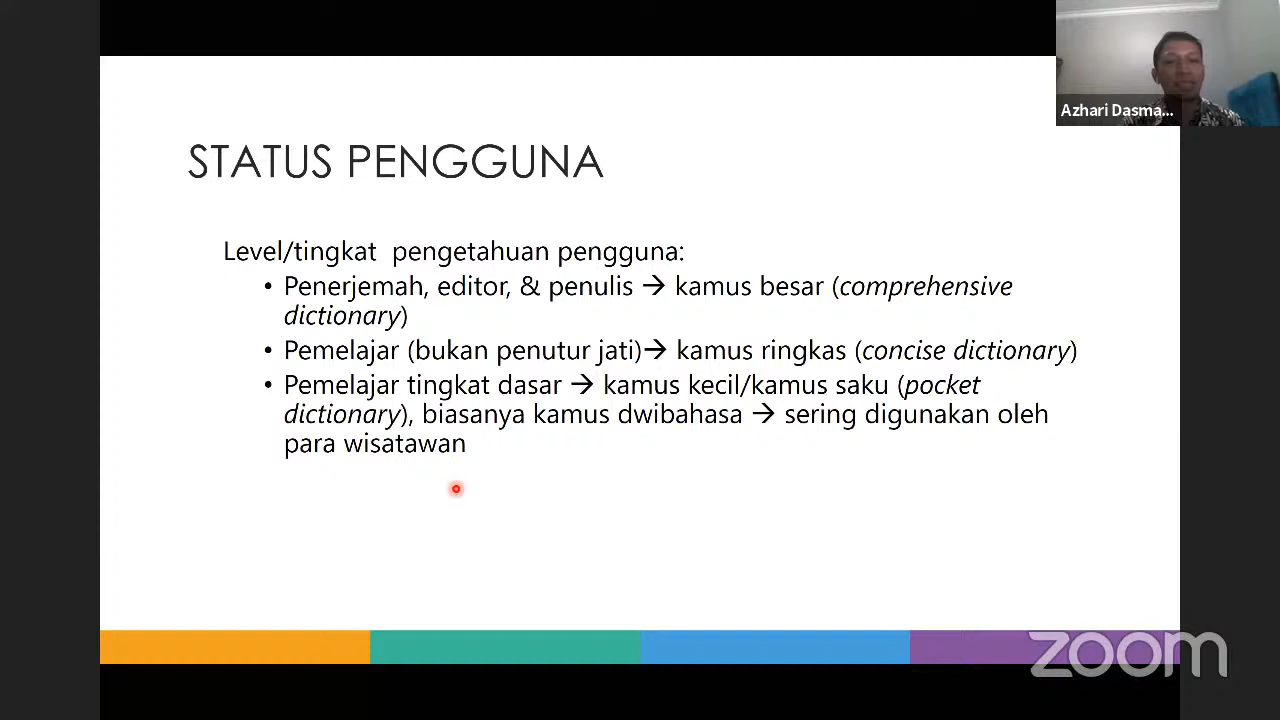 Azhari Dasma...
STATUS PENGGUNA
Level/tingkat pengetahuan pengguna:
• Penerjemah, editor, & penulis → kamus besar (comprehensive
dictionary)
• Pemelajar (bukan penutur jati)→ kamus ringkas (concise dictionary)
• Pemelajar tingkat dasar → kamus kecil/kamus saku (pocket
dictionary), biasanya kamus dwibahasa → sering digunakan oleh
para wisatawan
zoom